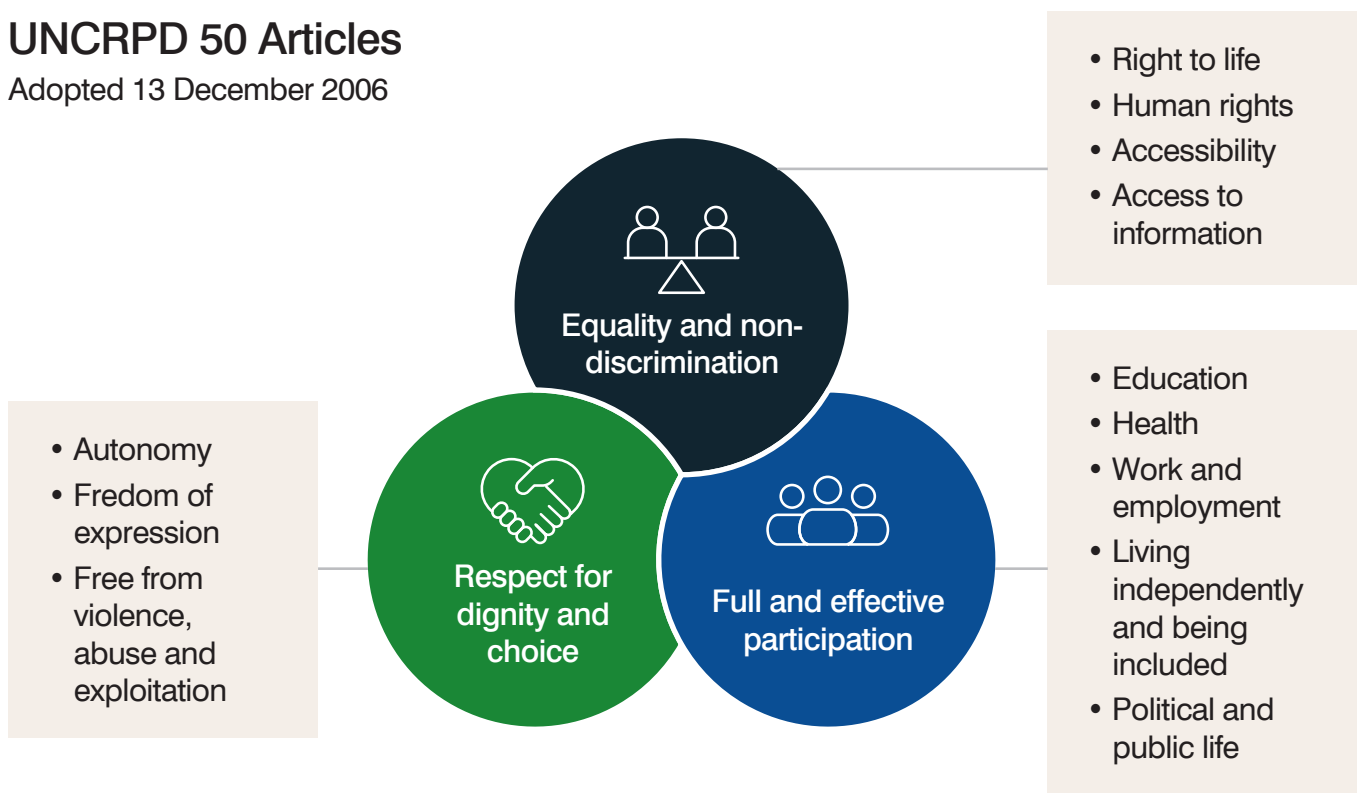 UNCRPD 50 Articles
Adopted 13 December 2006
• Right to life
• Human rights
• Accessibility
• Access to
information
Equality and non-
discrimination
• Autonomy
• Fredom of
expression
• Free from
violence,
abuse and
exploitation
Respect for
dignity and
choice
Full and effective
participation
• Education
• Health
• Work and
employment
• Living
independently
and being
included
• Political and
public life